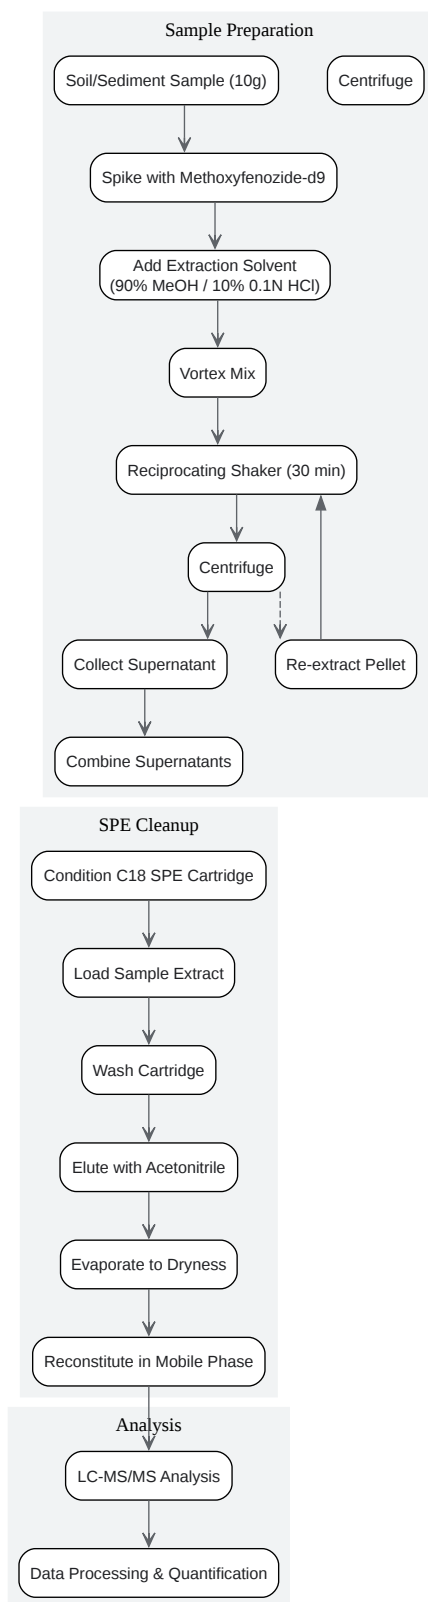 Sample Preparation
Soil/Sediment Sample (10g)
Centrifuge
Spike with Methoxyfenozide-d9
Add Extraction Solvent
(90% MeOH / 10% 0.1N HCl)
Vortex Mix
Reciprocating Shaker (30 min)
Centrifuge
Collect Supernatant
Re-extract Pellet
Combine Supernatants
SPE Cleanup
Condition C18 SPE Cartridge
Load Sample Extract
Wash Cartridge
Elute with Acetonitrile
Evaporate to Dryness
Reconstitute in Mobile Phase
Analysis
LC-MS/MS Analysis
Data Processing & Quantification